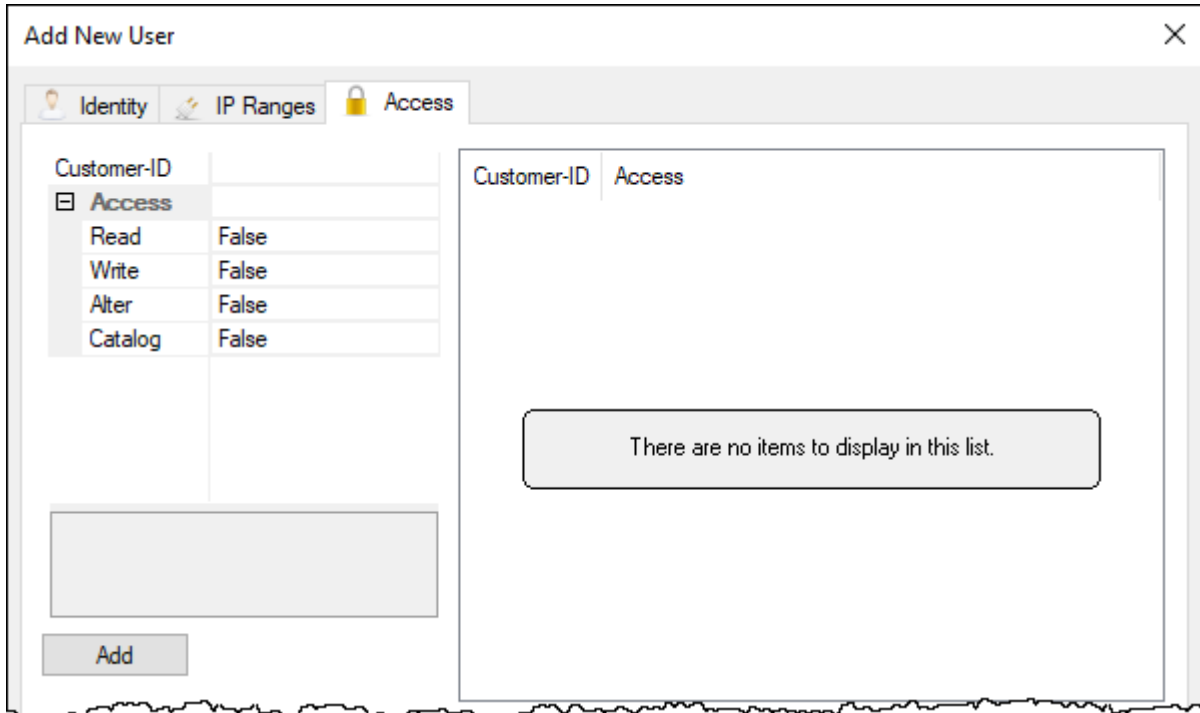 Add New User
Identity
IP Ranges
Access
Customer-ID
Access
Read False
Write False
Alter False
Catalog False
Add
Customer-ID Access
There are no items to display in this list.